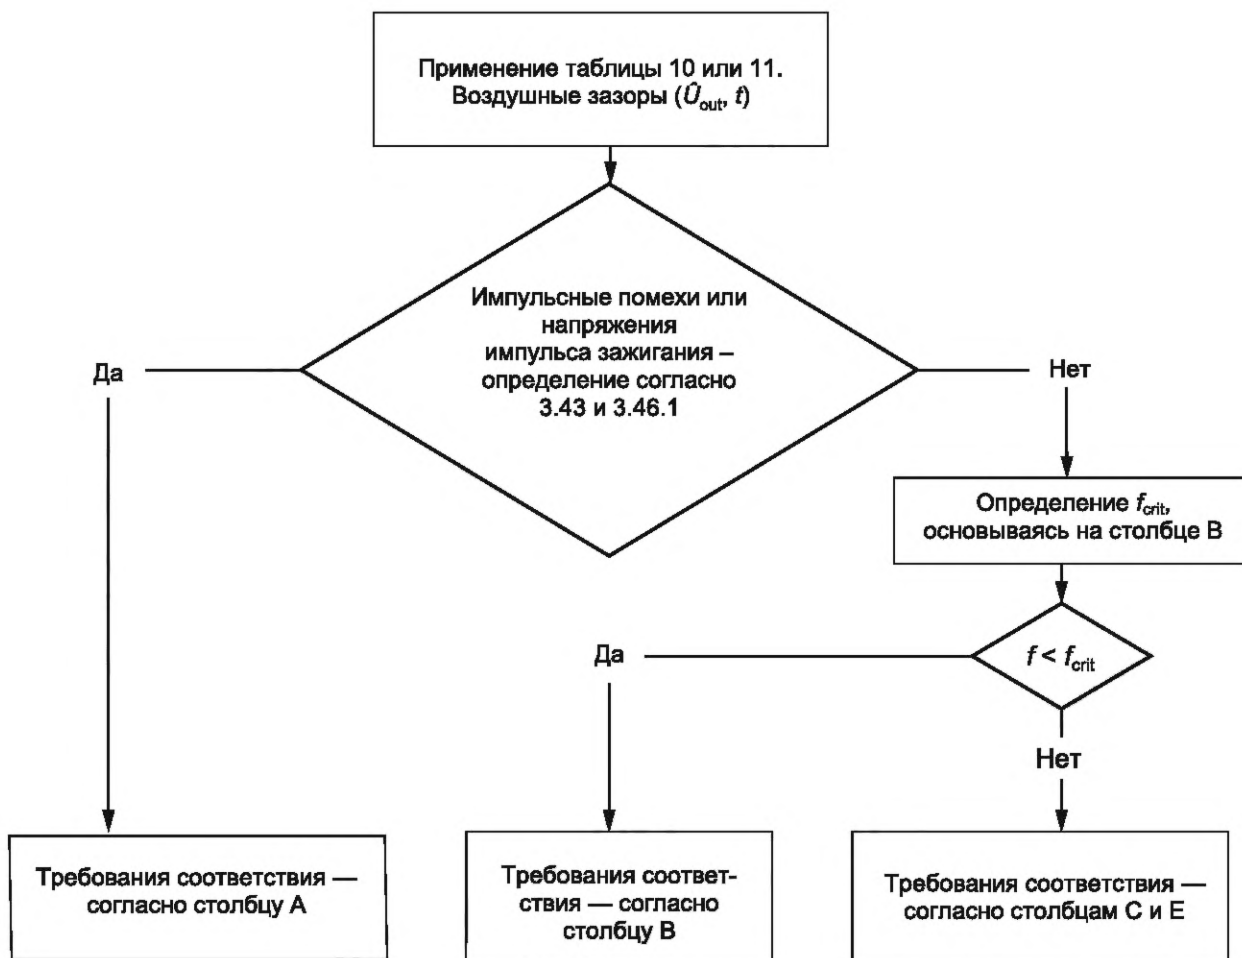 Применение таблицы 10 или 11.
Воздушные зазоры (Û_out, t)
Импульсные помехи или
напряжения
импульса зажигания –
определение согласно
3.43 и 3.46.1
Да
Нет
Определение f_crit,
основываясь на столбце В
f < f_crit
Да
Нет
Требования соответствия —
согласно столбцу А
Требования соответ-
ствия — согласно
столбцу В
Требования соответствия —
согласно столбцам С и Е